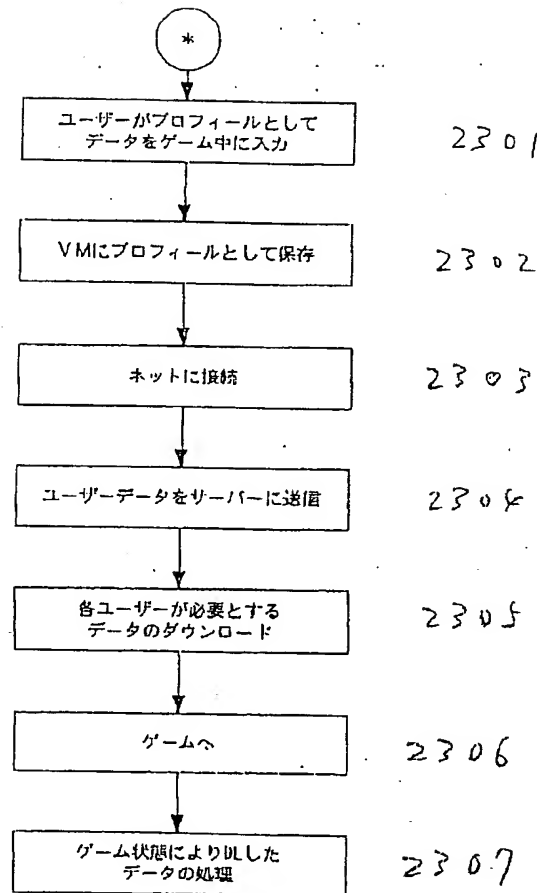 *
ユーザーがプロフィールとして
データをゲーム中に入力
2301
VMにプロフィールとして保存
2302
ネットに接続
2303
ユーザーデータをサーバーに送信
2304
各ユーザーが必要とする
データのダウンロード
2305
ゲームへ
2306
ゲーム状態によりDLした
データの処理
2307